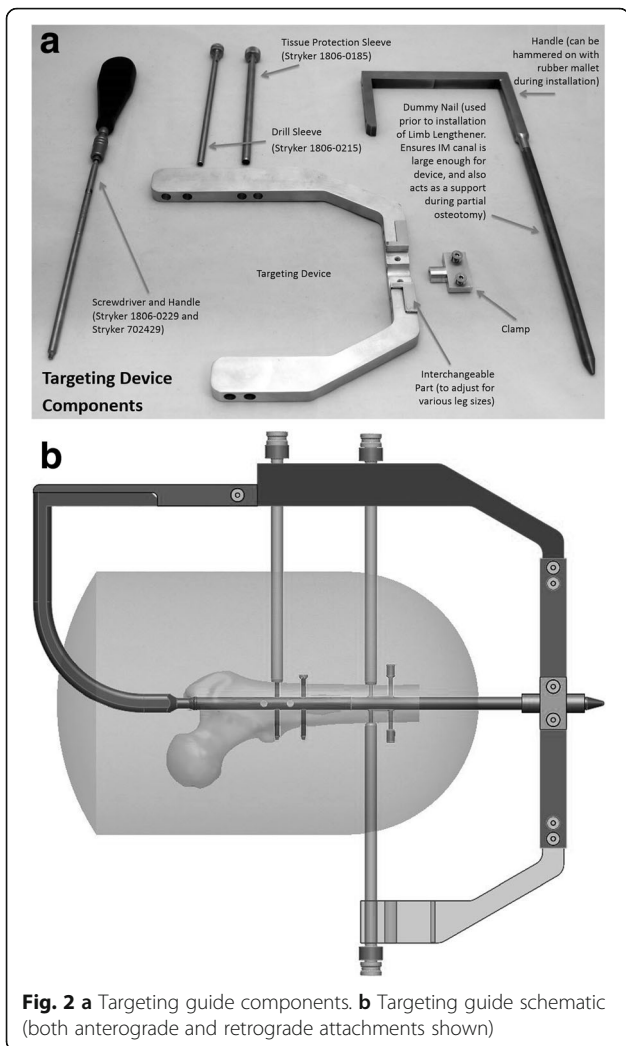 a
Tissue Protection Sleeve
(Stryker 1806-0185)
Handle (can be
hammered on with
rubber mallet
during installation)
Drill Sleeve
(Stryker 1806-0215)
Dummy Nail (used
prior to installation
of Limb Lengthener.
Ensures IM canal is
large enough for
device, and also
acts as a support
during partial
osteotomy)
Targeting Device
Screwdriver and Handle
(Stryker 1806-0229 and
Stryker 702429)
Clamp
Interchangeable
Part (to adjust for
various leg sizes)
Targeting Device
Components
b
Fig. 2 a Targeting guide components. b Targeting guide schematic
(both anterograde and retrograde attachments shown)